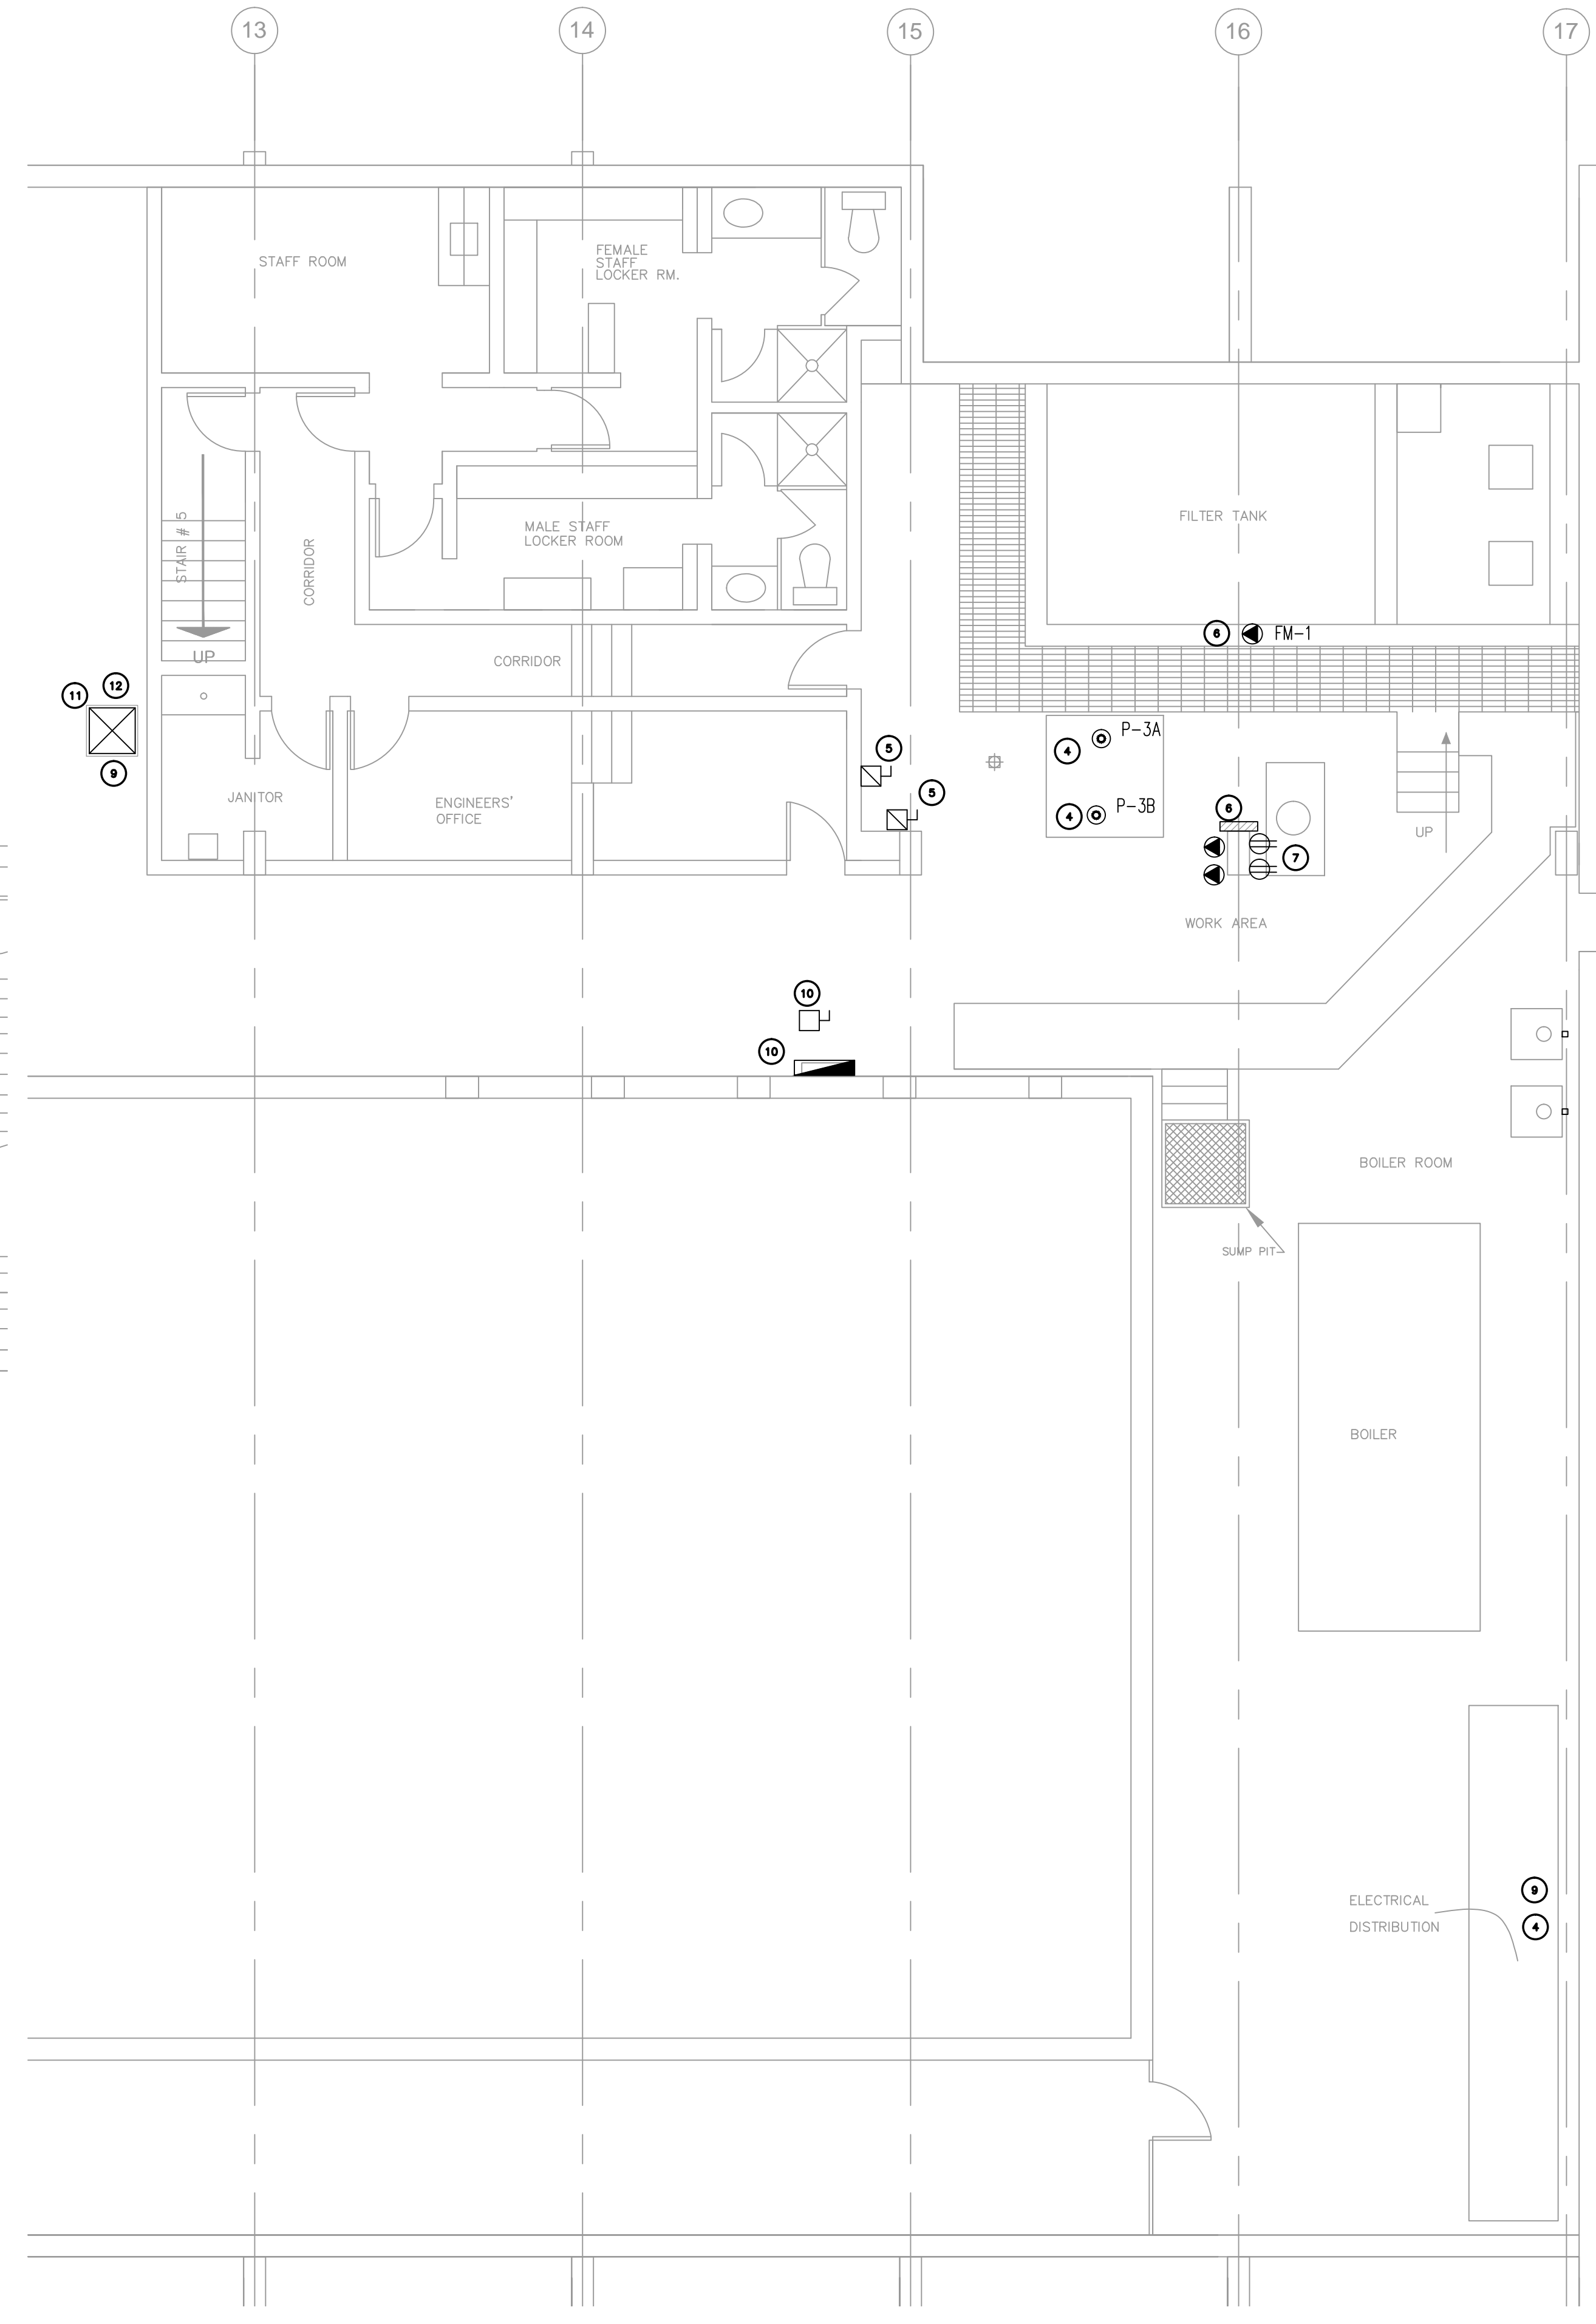 13
14
15
16
17
STAFF ROOM
FEMALE
STAFF
LOCKER RM.
STAIR # 5
CORRIDOR
MALE STAFF
LOCKER ROOM
FILTER TANK
UP
CORRIDOR
6
FM-1
11
12
9
JANITOR
ENGINEERS'
OFFICE
5
5
4
P-3A
4
P-3B
6
7
UP
WORK AREA
10
10
BOILER ROOM
SUMP PIT
BOILER
ELECTRICAL
DISTRIBUTION
9
4